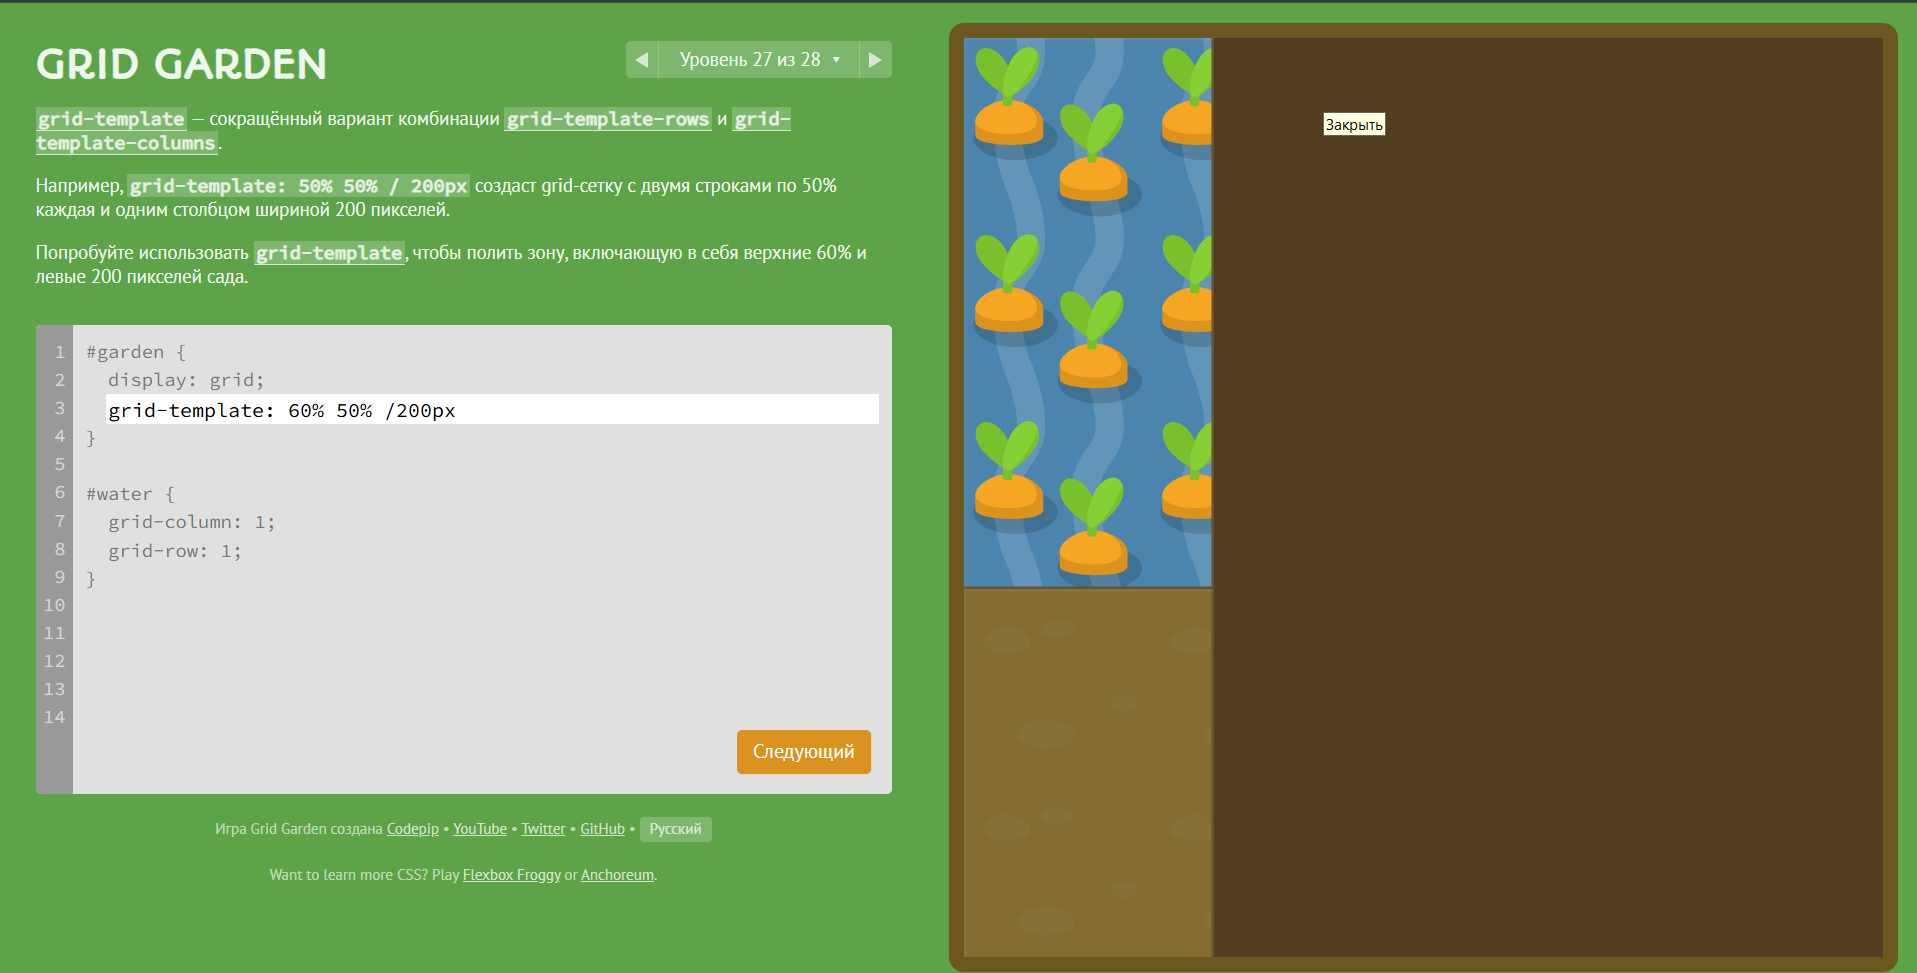 GRID GARDEN
◀ Уровень 27 из 28 ▼ ▶
grid-template — сокращённый вариант комбинации grid-template-rows и grid-
template-columns.
Например, grid-template: 50% 50% / 200px создаст grid-сетку с двумя строками по 50%
каждая и одним столбцом шириной 200 пикселей.
Попробуйте использовать grid-template, чтобы полить зону, включающую в себя верхние 60% и
левые 200 пикселей сада.
1 #garden {
2 display: grid;
3 grid-template: 60% 50% /200px
4 }
5
6 #water {
7 grid-column: 1;
8 grid-row: 1;
9 }
10
11
12
13
14
Следующий
Игра Grid Garden создана Codepip • YouTube • Twitter • GitHub • Русский
Want to learn more CSS? Play Flexbox Froggy or Anchoreum.
Закрыть